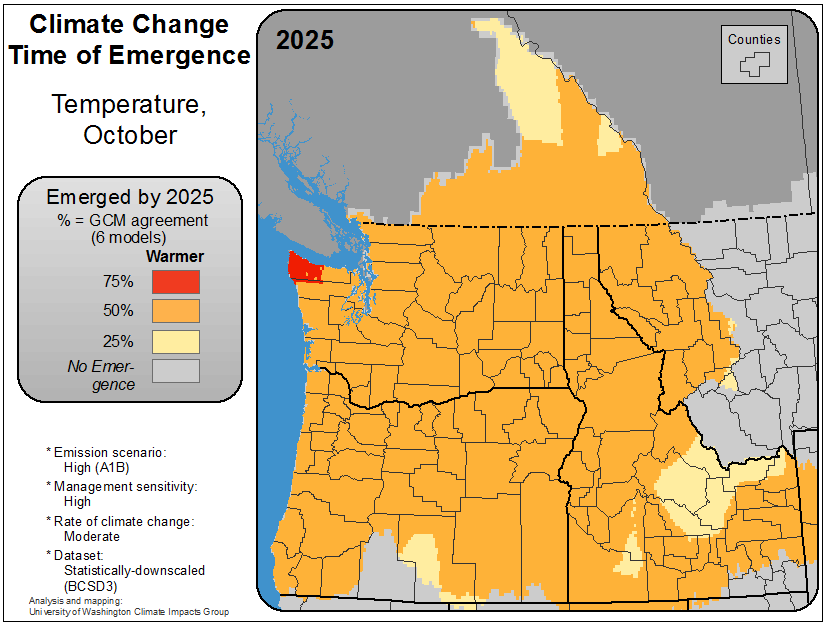 Climate Change
Time of Emergence
Temperature,
October
Emerged by 2025
% = GCM agreement
(6 models)
Warmer
75%
50%
25%
No Emer-
gence
* Emission scenario:
High (A1B)
* Management sensitivity:
High
* Rate of climate change:
Moderate
* Dataset:
Statistically-downscaled
(BCSD3)
Analysis and mapping:
University of Washington Climate Impacts Group
2025
Counties